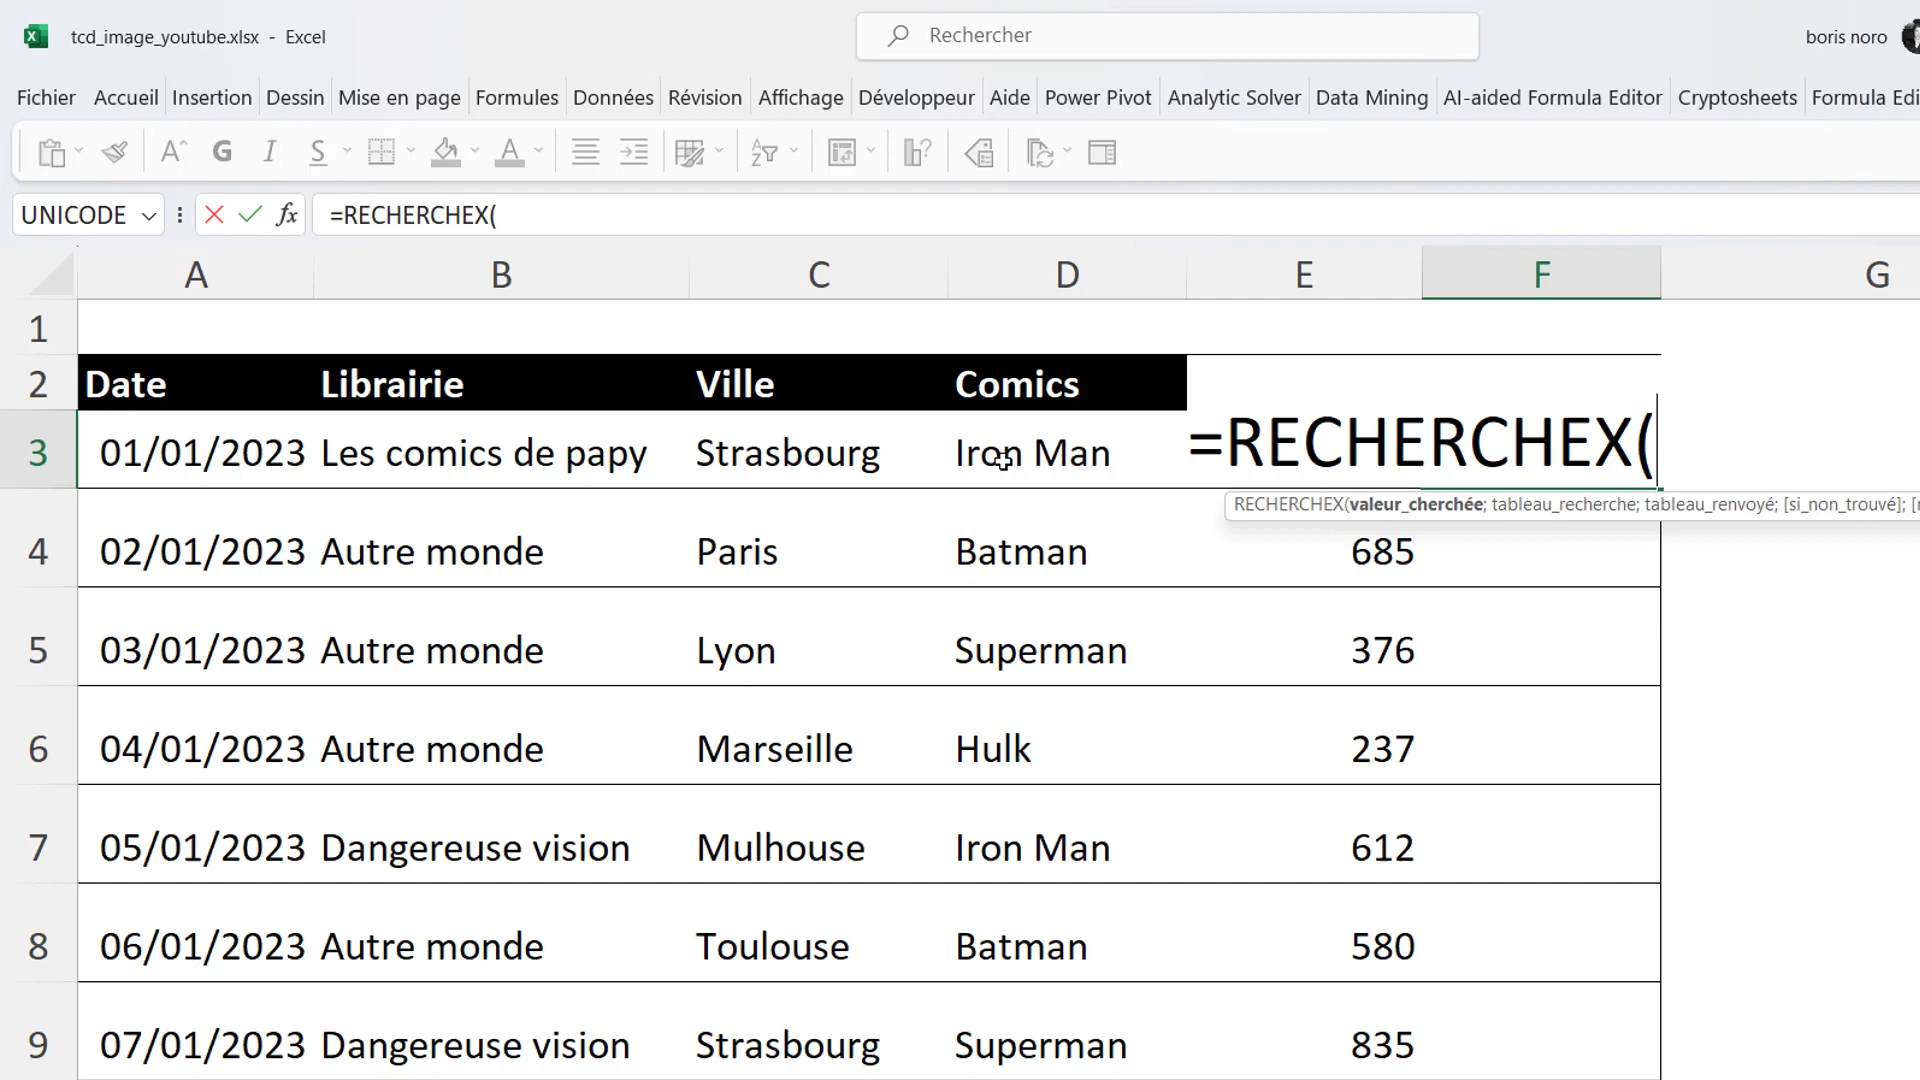 tcd_image_youtube.xlsx - Excel
Rechercher
boris noro
Fichier Accueil Insertion Dessin Mise en page Formules Données Révision Affichage Développeur Aide Power Pivot Analytic Solver Data Mining AI-aided Formula Editor Cryptosheets Formula Edi
G I S
UNICODE fx =RECHERCHEX(
A B C D E F G
1
2 Date Librairie Ville Comics
3 01/01/2023 Les comics de papy Strasbourg Iron Man =RECHERCHEX(
RECHERCHEX(valeur_cherchée; tableau_recherche; tableau_renvoyé; [si_non_trouvé]; [
4 02/01/2023 Autre monde Paris Batman 685
5 03/01/2023 Autre monde Lyon Superman 376
6 04/01/2023 Autre monde Marseille Hulk 237
7 05/01/2023 Dangereuse vision Mulhouse Iron Man 612
8 06/01/2023 Autre monde Toulouse Batman 580
9 07/01/2023 Dangereuse vision Strasbourg Superman 835